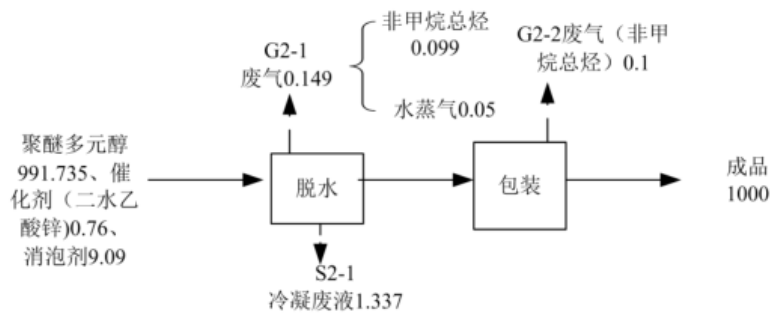 G2-1
废气0.149
非甲烷总烃
0.099
水蒸气0.05
G2-2废气（非甲
烷总烃）0.1
聚醚多元醇
991.735、催
化剂（二水乙
酸锌)0.76、
消泡剂9.09
脱水
包装
成品
1000
S2-1
冷凝废液1.337